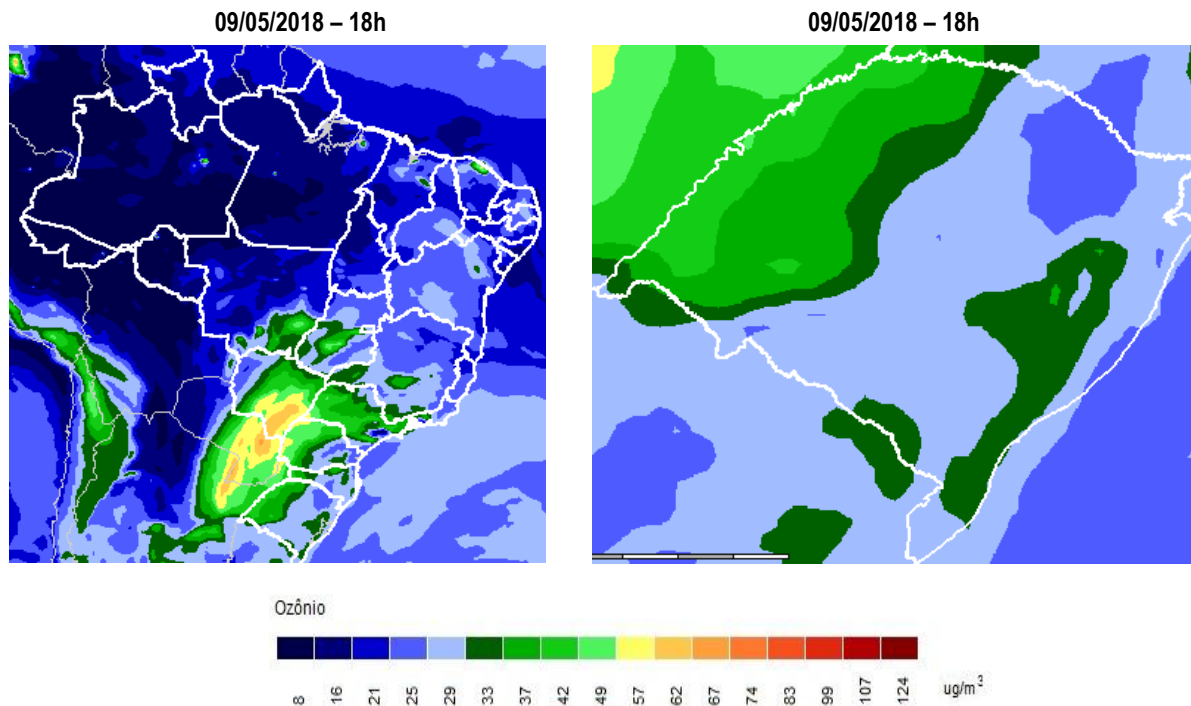 09/05/2018 – 18h
09/05/2018 – 18h
Ozônio
8 16 21 25 29 33 37 42 49 57 62 67 74 83 99 107 124
ug/m³